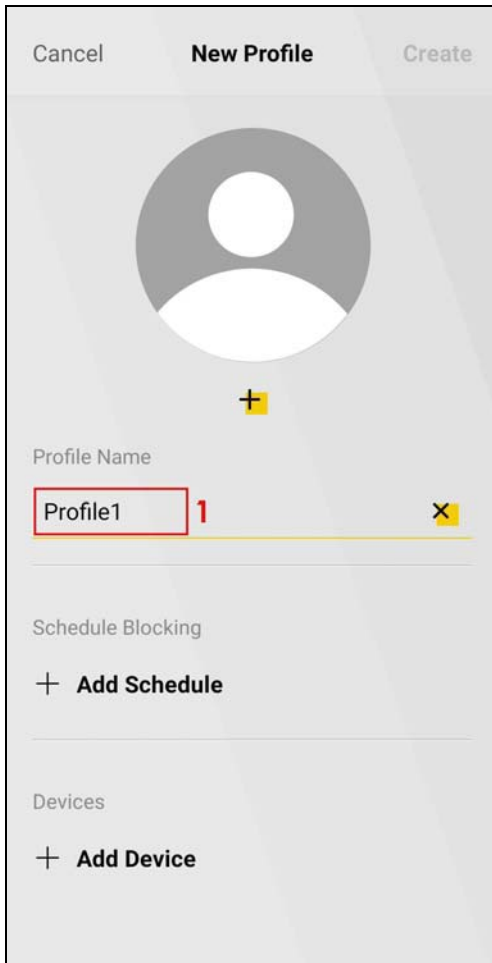 Cancel New Profile Create
Profile Name
Profile1 1
Schedule Blocking
Add Schedule
Devices
Add Device